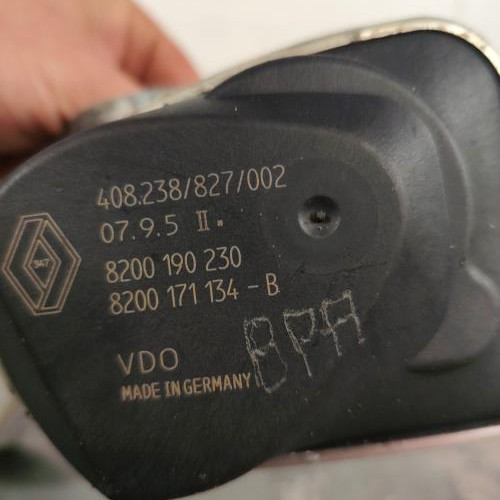 408.238/827/002
07.9.5 II.
8200 190 230
8200 171 134 - B
VDO
MADE IN GERMANY
BPA